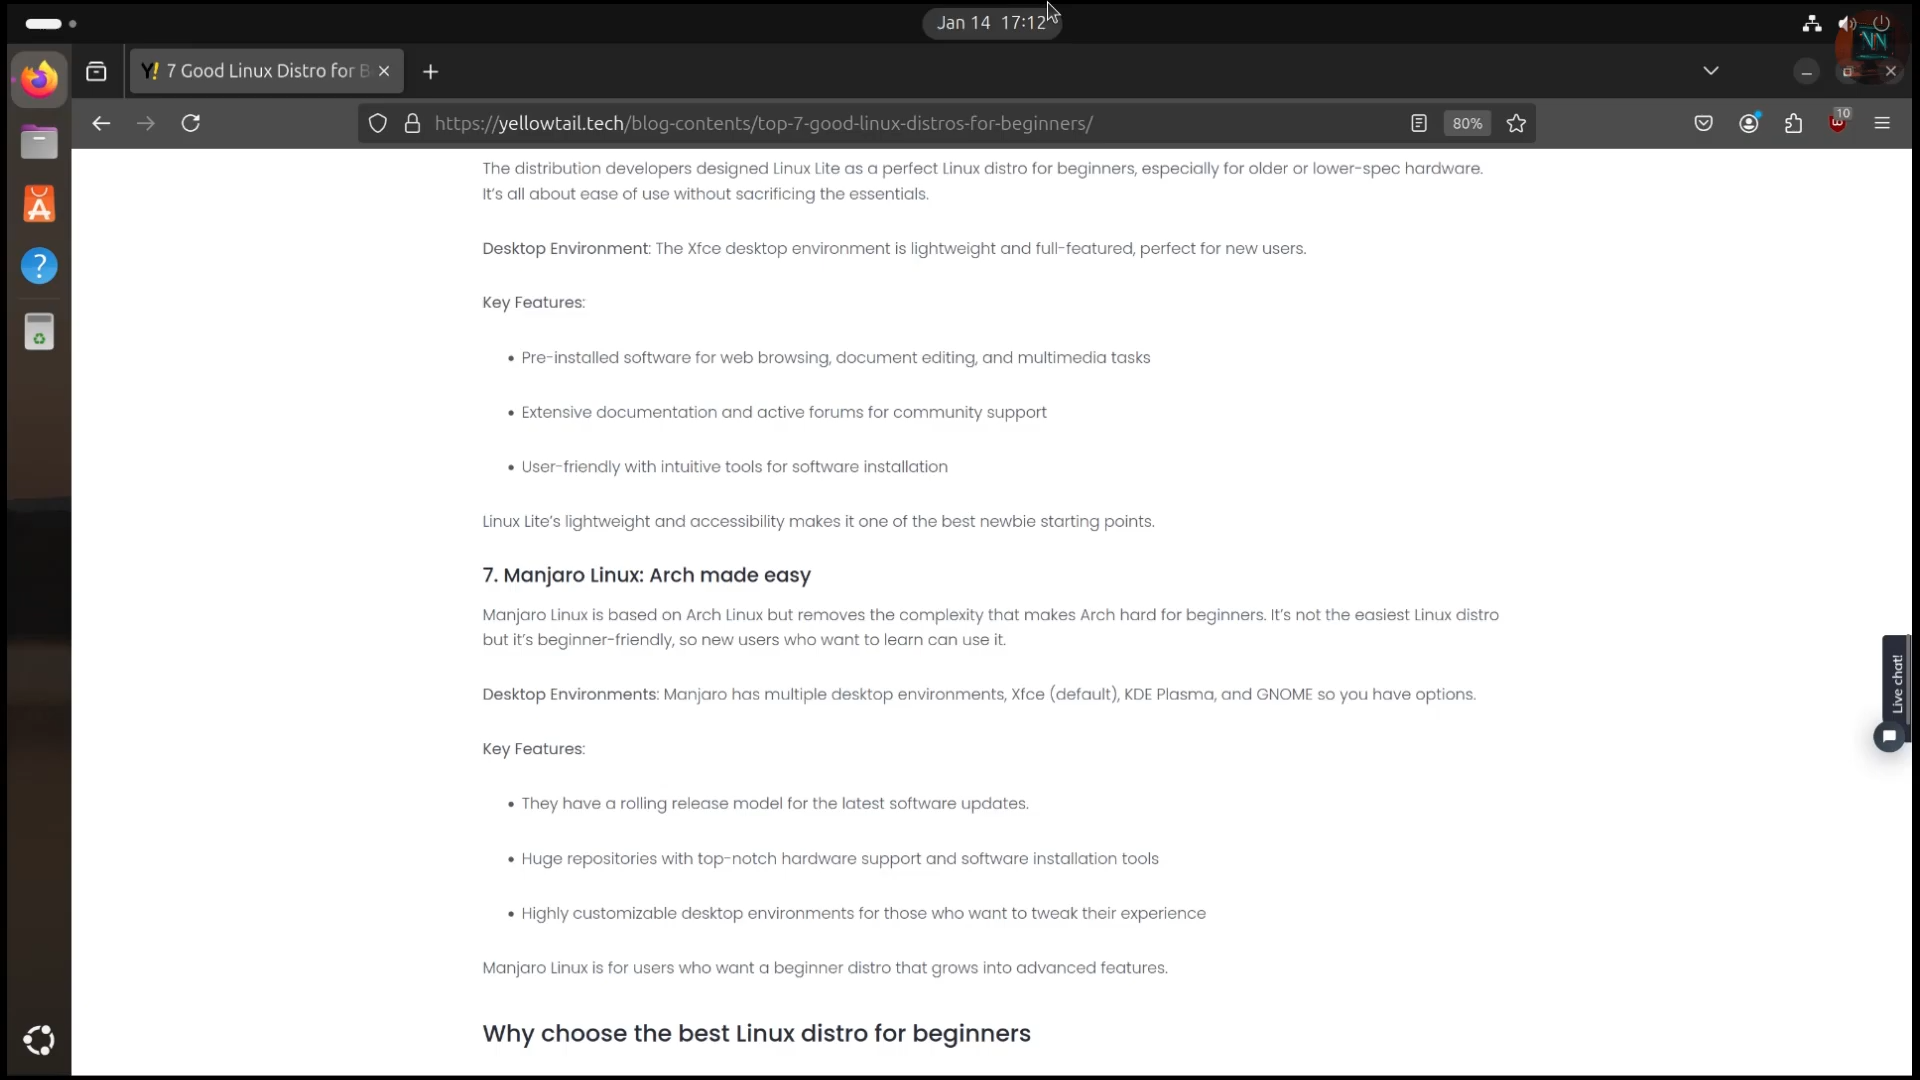 Jan 14 17:12
7 Good Linux Distro for B
https://yellowtail.tech/blog-contents/top-7-good-linux-distros-for-beginners/
80%
10
The distribution developers designed Linux Lite as a perfect Linux distro for beginners, especially for older or lower-spec hardware.
It's all about ease of use without sacrificing the essentials.
Desktop Environment: The Xfce desktop environment is lightweight and full-featured, perfect for new users.
Key Features:
• Pre-installed software for web browsing, document editing, and multimedia tasks
• Extensive documentation and active forums for community support
• User-friendly with intuitive tools for software installation
Linux Lite's lightweight and accessibility makes it one of the best newbie starting points.
7. Manjaro Linux: Arch made easy
Manjaro Linux is based on Arch Linux but removes the complexity that makes Arch hard for beginners. It's not the easiest Linux distro
but it's beginner-friendly, so new users who want to learn can use it.
Desktop Environments: Manjaro has multiple desktop environments, Xfce (default), KDE Plasma, and GNOME so you have options.
Key Features:
• They have a rolling release model for the latest software updates.
• Huge repositories with top-notch hardware support and software installation tools
• Highly customizable desktop environments for those who want to tweak their experience
Manjaro Linux is for users who want a beginner distro that grows into advanced features.
Why choose the best Linux distro for beginners
Live chat!